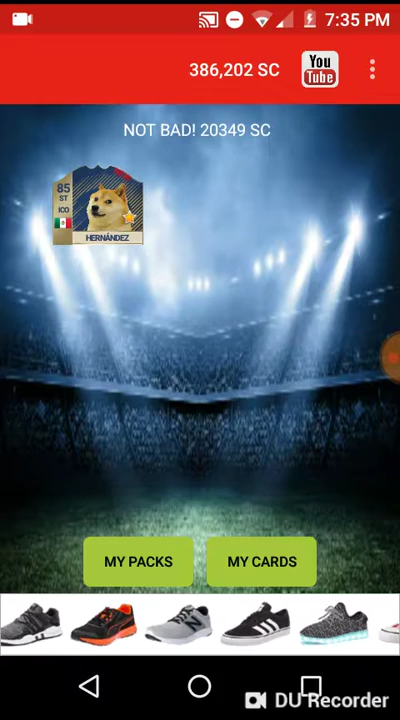 7:35 PM
386,202 SC
You
Tube
NOT BAD! 20349 SC
85
ST
ICO
HERNÁNDEZ
MY PACKS
MY CARDS
DU Recorder